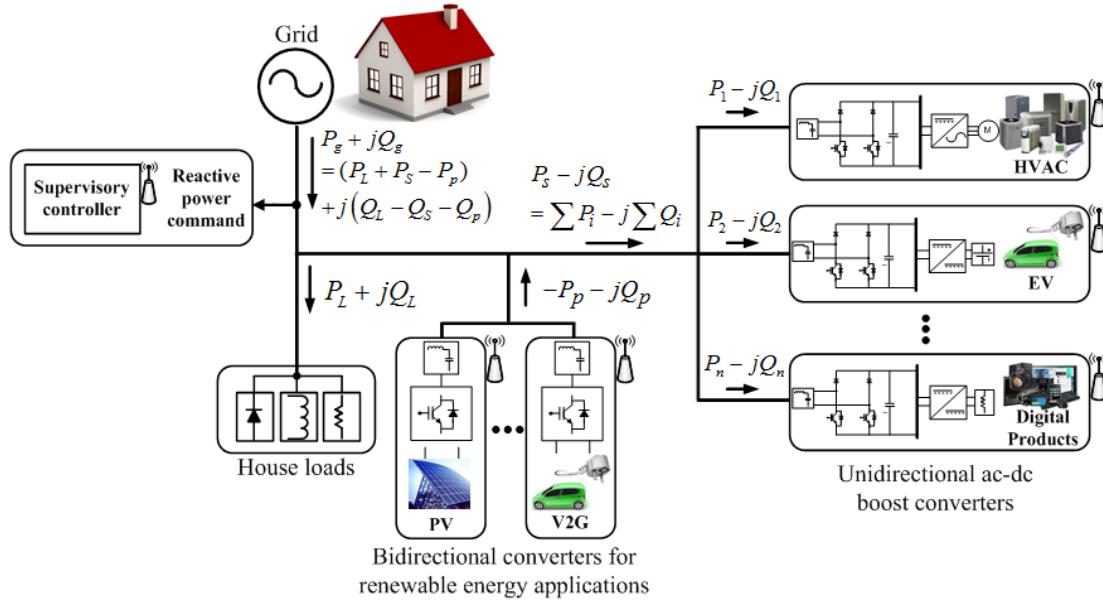 Grid
P_g + jQ_g
= (P_L + P_S − P_p)
+ j(Q_L − Q_S − Q_p)
Supervisory
controller
Reactive
power
command
P_s − jQ_s
= ∑ P_i − j∑ Q_i
P_L + jQ_L
−P_p − jQ_p
P_1 − jQ_1
M
HVAC
P_2 − jQ_2
EV
P_n − jQ_n
Digital
Products
House loads
PV
V2G
Bidirectional converters for
renewable energy applications
Unidirectional ac-dc
boost converters